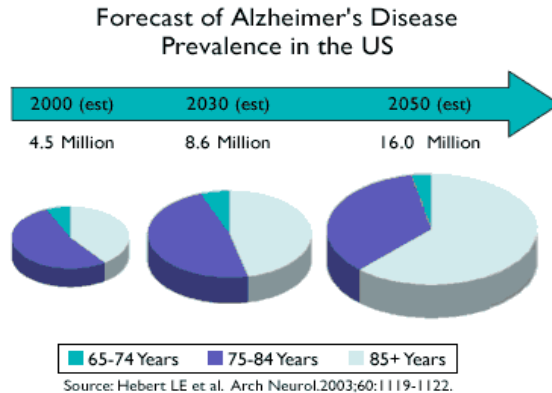 Forecast of Alzheimer's Disease
Prevalence in the US
2000 (est) 2030 (est) 2050 (est)
4.5 Million 8.6 Million 16.0 Million
65-74 Years 75-84 Years 85+ Years
Source: Hebert LE et al. Arch Neurol.2003;60:1119-1122.